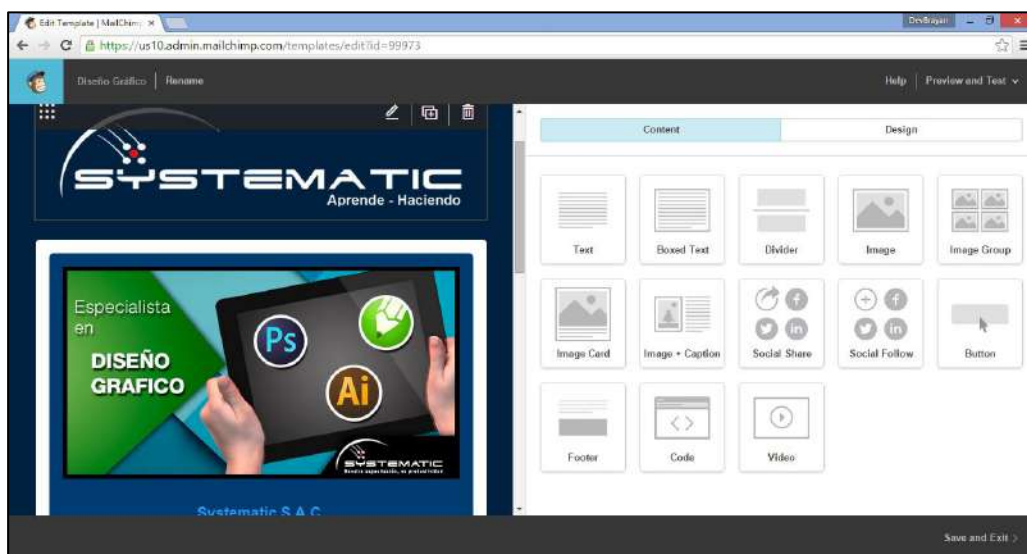 Edit Template | MailChim
DevBrayan
https://us10.admin.mailchimp.com/templates/edit?id=99973
Diseño Gráfico | Rename
Help | Preview and Test
SYSTEMATIC
Aprende - Haciendo
Content
Design
Text
Boxed Text
Divider
Image
Image Group
Especialista
en
DISEÑO
GRAFICO
Ps
Ai
SYSTEMATIC
Image Card
Image + Caption
Social Share
Social Follow
Button
Footer
Code
Video
Systematic S.A.C
Save and Exit >